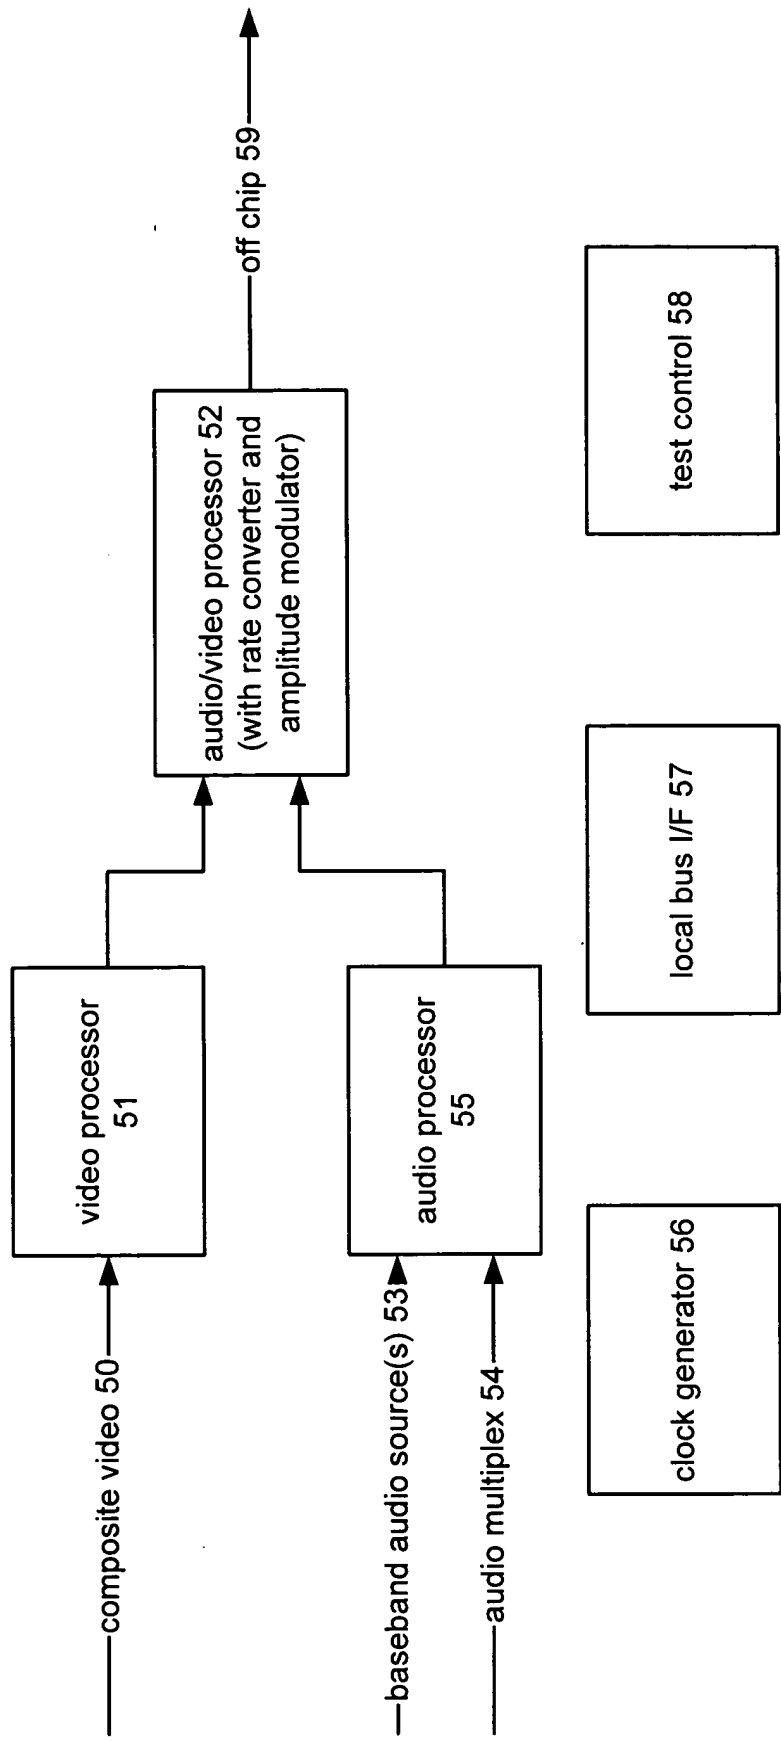 composite video 50
video processor
51
baseband audio source(s) 53
audio multiplex 54
audio processor
55
audio/video processor 52
(with rate converter and
amplitude modulator)
off chip 59
clock generator 56
local bus I/F 57
test control 58